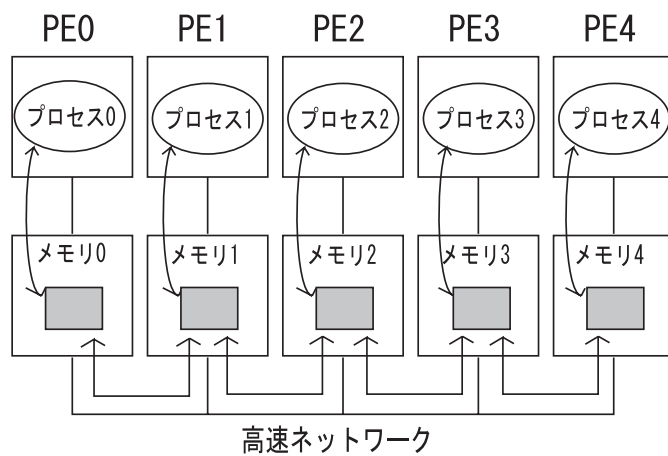 PE0 PE1 PE2 PE3 PE4
プロセス0 プロセス1 プロセス2 プロセス3 プロセス4
メモリ0 メモリ1 メモリ2 メモリ3 メモリ4
高速ネットワーク